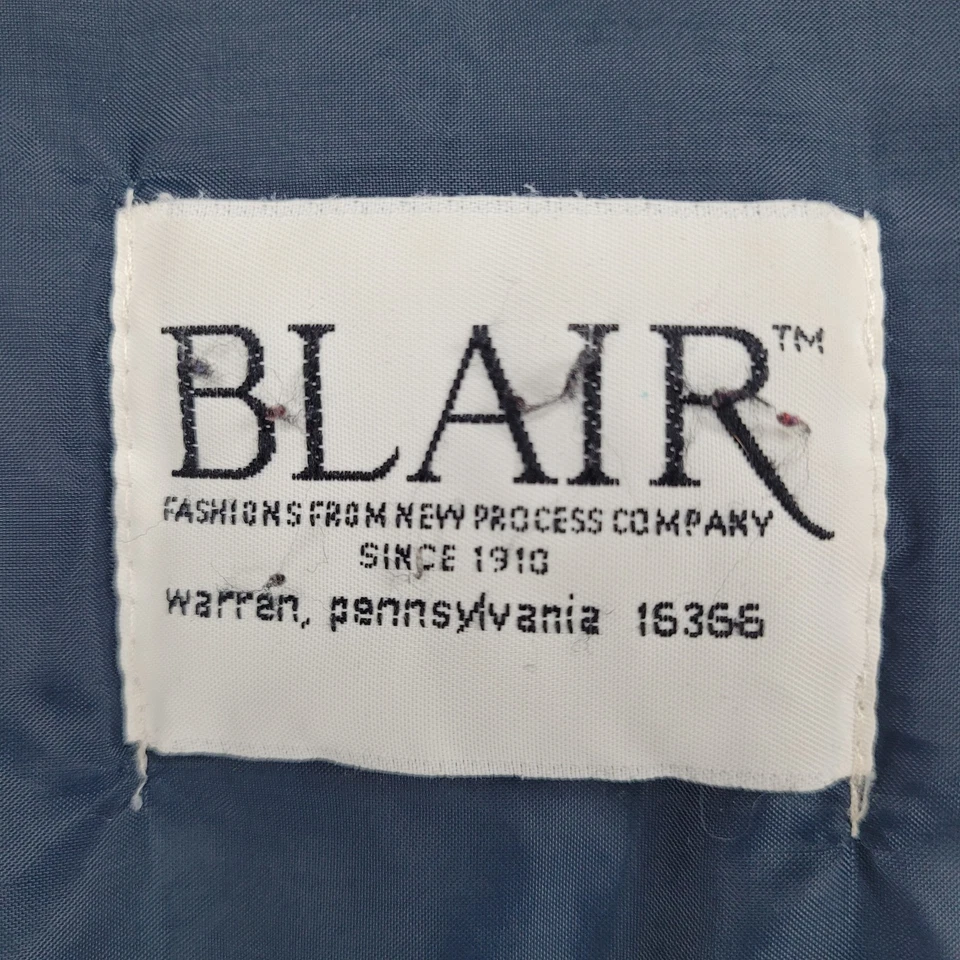 BLAIR™
FASHIONS FROM NEW PROCESS COMPANY
SINCE 1910
warren, pennsylvania 16366